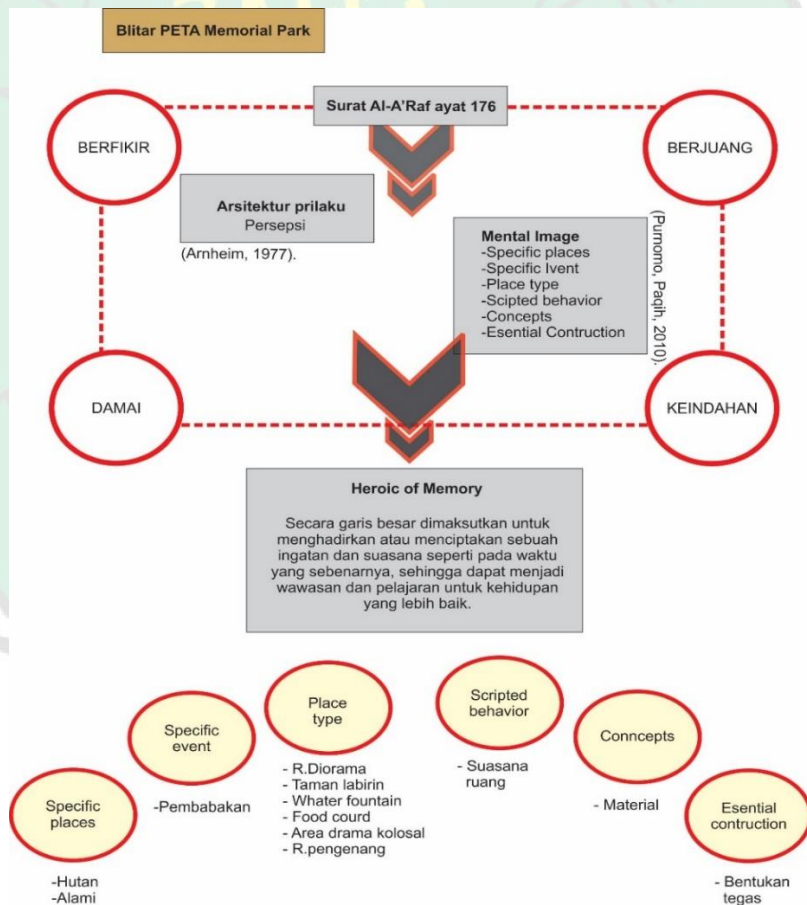 Blitar PETA Memorial Park
Surat Al-A'Raf ayat 176
BERFIKIR
BERJUANG
Arsitektur prilaku
Persepsi
(Arnheim, 1977).
Mental Image
-Specific places
-Specific Ivent
-Place type
-Scipted behavior
-Concepts
-Esential Contruction
(Purnomo, Paqih, 2010).
DAMAI
KEINDAHAN
Heroic of Memory
Secara garis besar dimaksutkan untuk
menghadirkan atau menciptakan sebuah
ingatan dan suasana seperti pada waktu
yang sebenarnya, sehingga dapat menjadi
wawasan dan pelajaran untuk kehidupan
yang lebih baik.
Specific
places
-Hutan
-Alami
Specific
event
-Pembabakan
Place
type
- R.Diorama
- Taman labirin
- Whater fountain
- Food courd
- Area drama kolosal
- R.pengenang
Scripted
behavior
- Suasana
ruang
Conncepts
- Material
Esential
contruction
- Bentukan
tegas